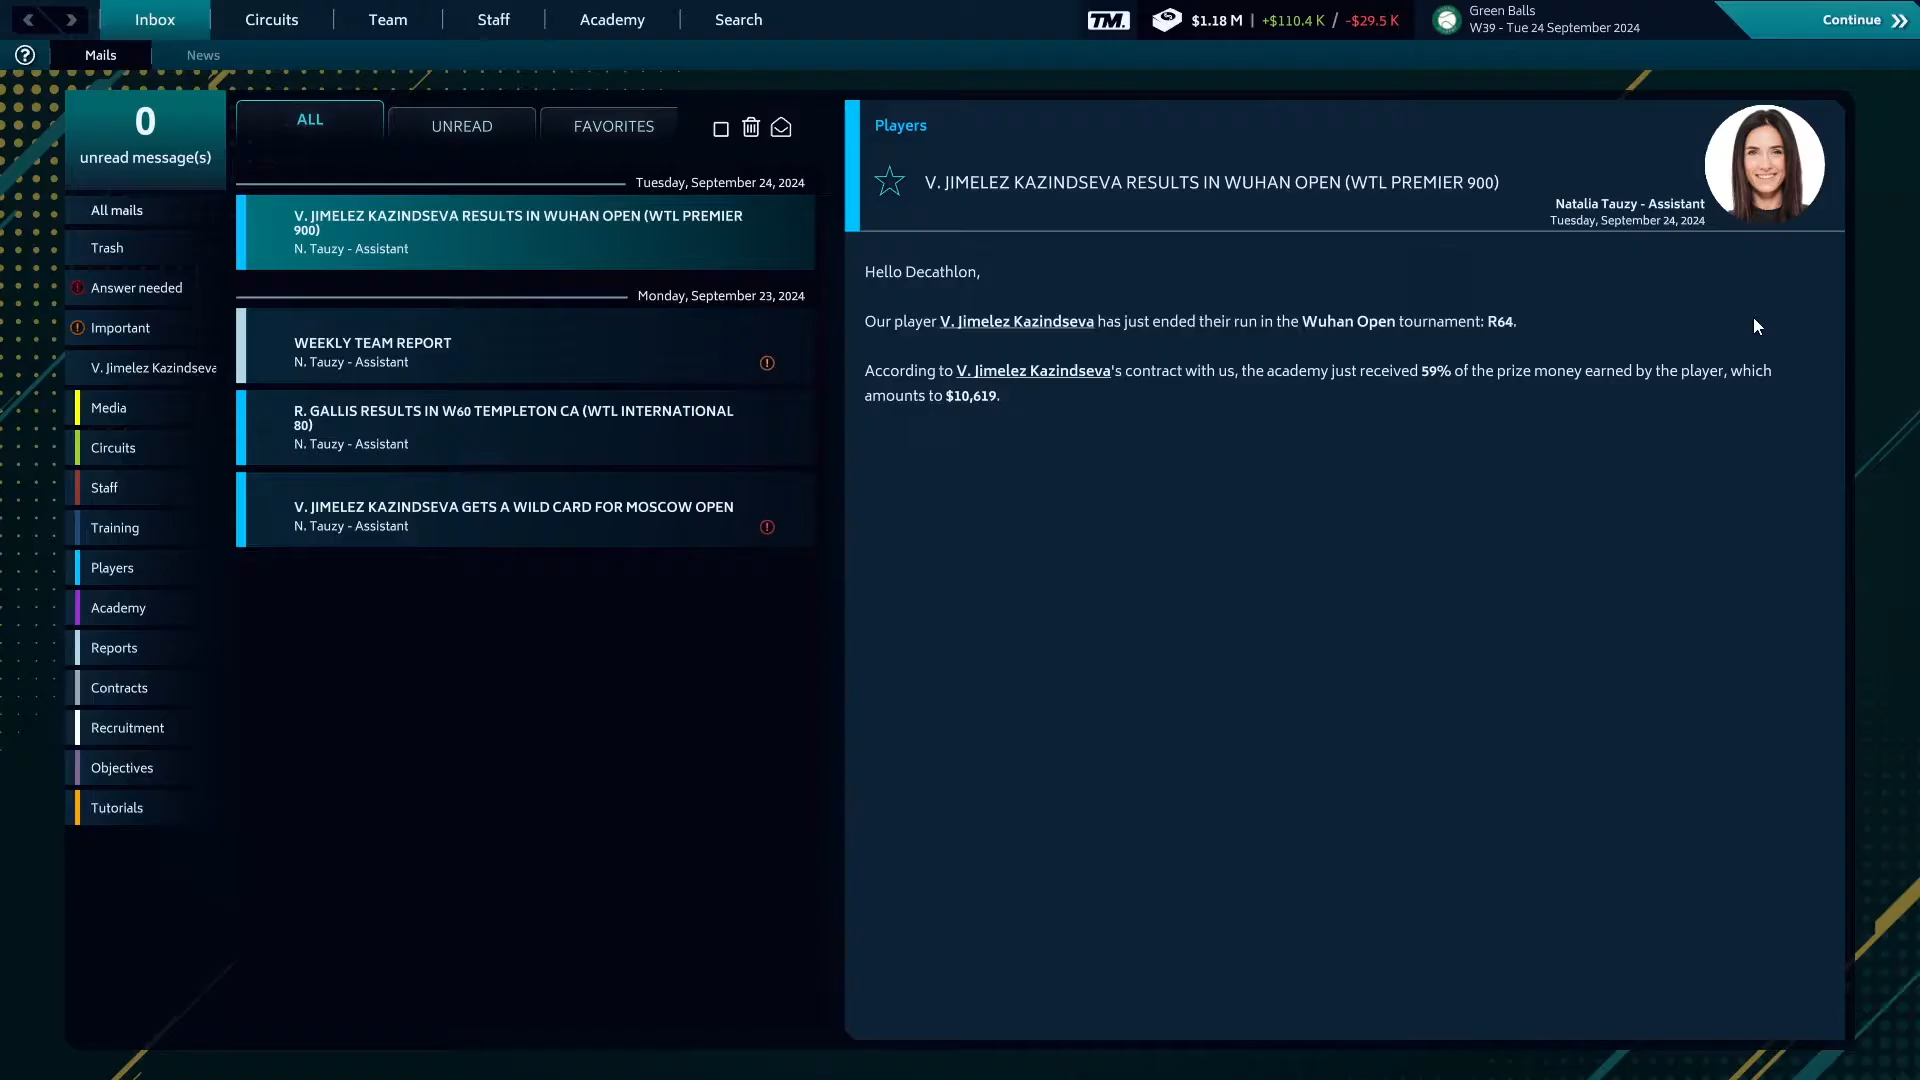 Inbox
Circuits
Team
Staff
Academy
Search
TM.
$1.18 M | +$110.4 K / -$29.5 K
Green Balls
W39 - Tue 24 September 2024
Continue
Mails
News
0
unread message(s)
All mails
Trash
Answer needed
Important
V. Jimelez Kazindseva
Media
Circuits
Staff
Training
Players
Academy
Reports
Contracts
Recruitment
Objectives
Tutorials
ALL
UNREAD
FAVORITES
Tuesday, September 24, 2024
V. JIMELEZ KAZINDSEVA RESULTS IN WUHAN OPEN (WTL PREMIER
900)
N. Tauzy - Assistant
Monday, September 23, 2024
WEEKLY TEAM REPORT
N. Tauzy - Assistant
R. GALLIS RESULTS IN W60 TEMPLETON CA (WTL INTERNATIONAL
80)
N. Tauzy - Assistant
V. JIMELEZ KAZINDSEVA GETS A WILD CARD FOR MOSCOW OPEN
N. Tauzy - Assistant
Players
V. JIMELEZ KAZINDSEVA RESULTS IN WUHAN OPEN (WTL PREMIER 900)
Natalia Tauzy - Assistant
Tuesday, September 24, 2024
Hello Decathlon,
Our player V. Jimelez Kazindseva has just ended their run in the Wuhan Open tournament: R64.
According to V. Jimelez Kazindseva's contract with us, the academy just received 59% of the prize money earned by the player, which
amounts to $10,619.